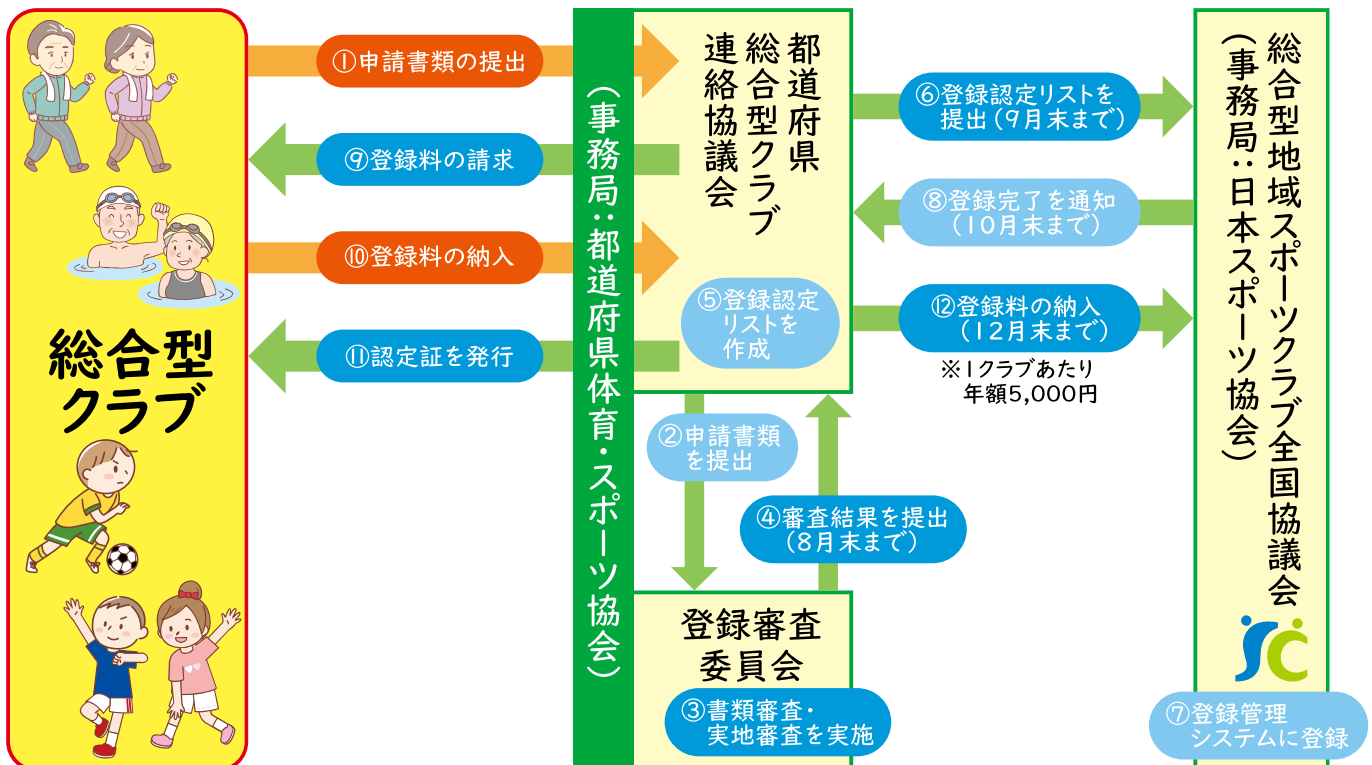 総合型
クラブ
①申請書類の提出
⑨登録料の請求
⑩登録料の納入
⑪認定証を発行
（事務局：都道府県体育・スポーツ協会）
都道府県
総合型クラブ
連絡協議会
⑤登録認定
リストを
作成
②申請書類
を提出
④審査結果を提出
（8月末まで）
登録審査
委員会
③書類審査・
実地審査を実施
⑥登録認定リストを
提出（9月末まで）
⑧登録完了を通知
（10月末まで）
⑫登録料の納入
（12月末まで）
※1クラブあたり
年額5,000円
総合型地域スポーツクラブ全国協議会
（事務局：日本スポーツ協会）
SC
⑦登録管理
システムに登録